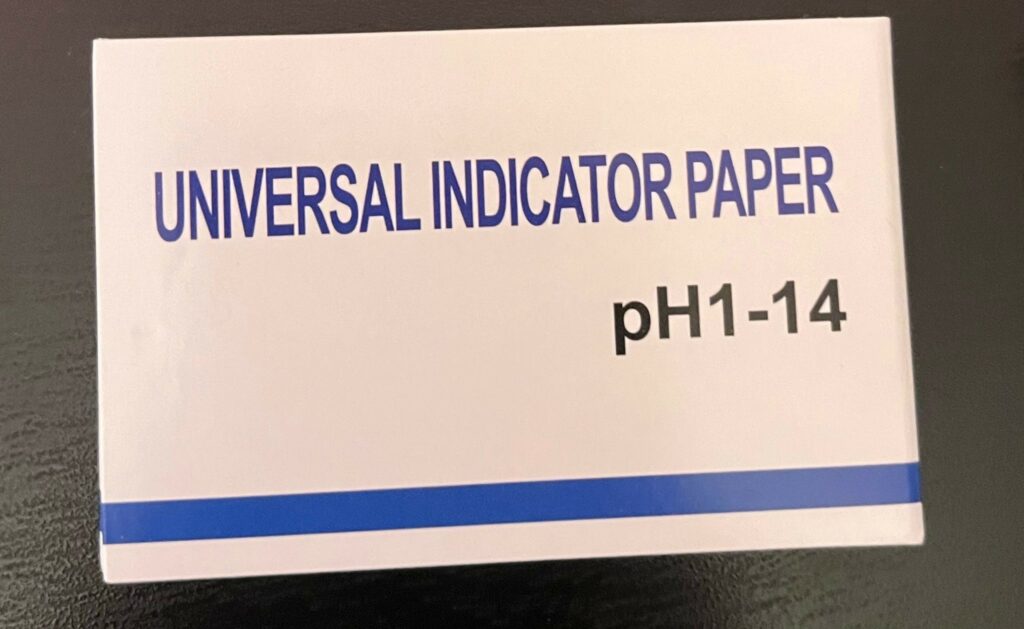 UNIVERSAL INDICATOR PAPER
pH1-14